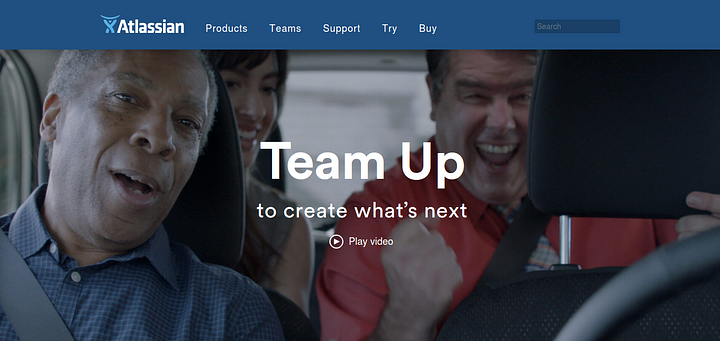 Atlassian
Products Teams Support Try Buy
Search
Team Up
to create what's next
Play video